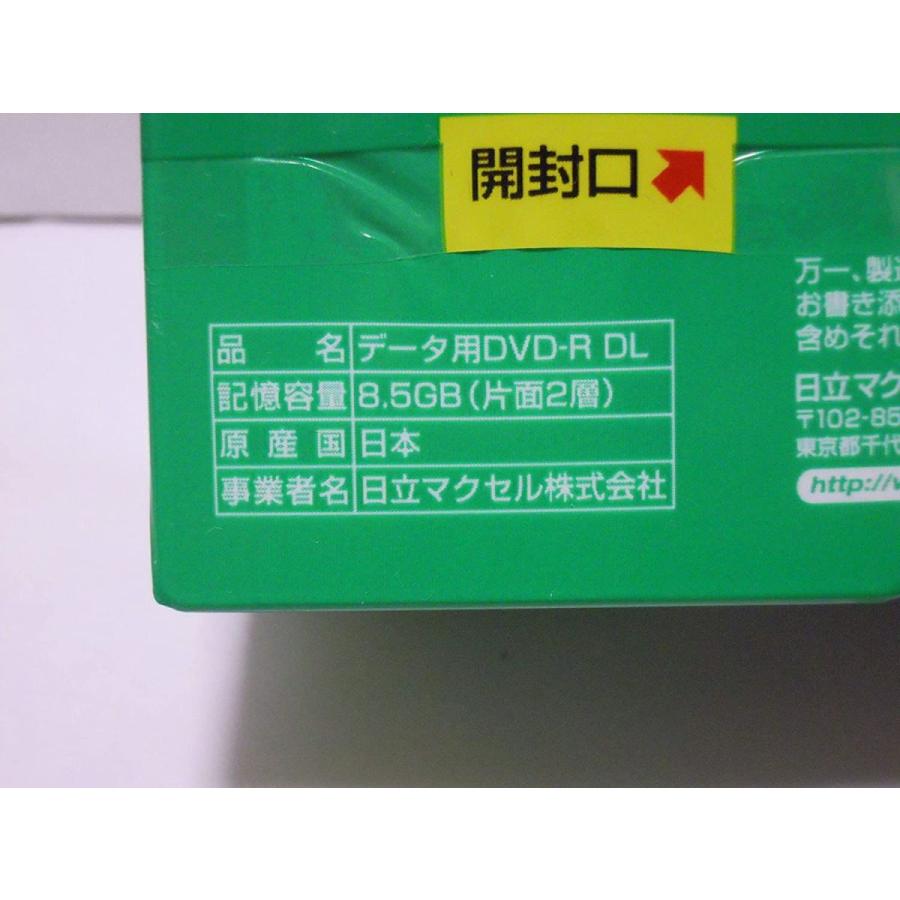 開封口
品名 データ用DVD-R DL
記憶容量 8.5GB(片面2層)
原産国 日本
事業者名 日立マクセル株式会社
万一、製造
お書き添
含めそれ
日立マク
〒102-85
東京都千代
http://